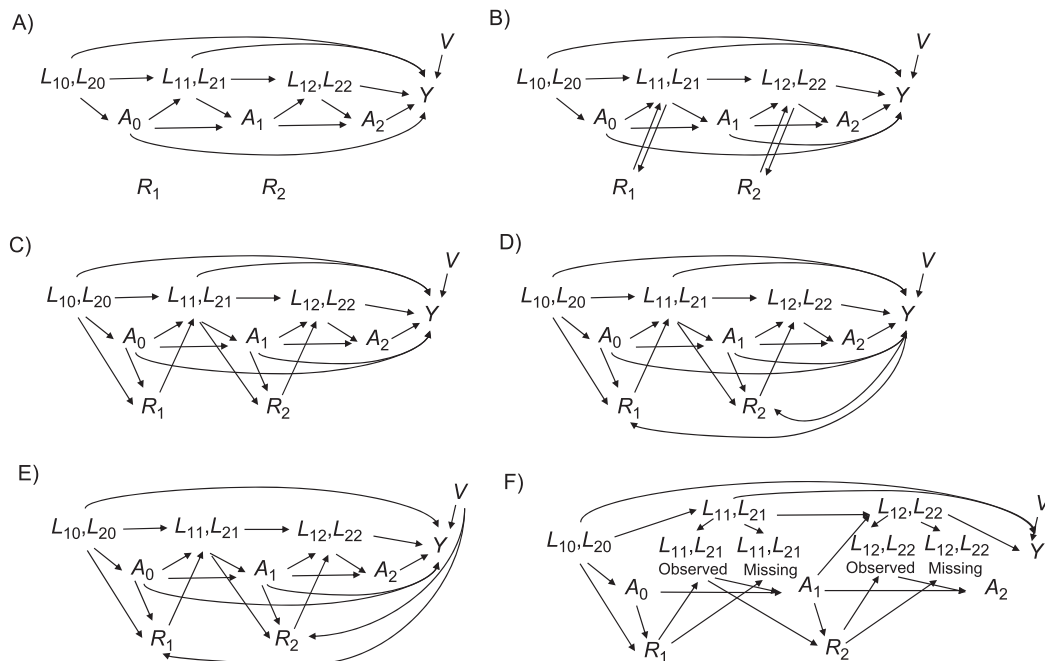 A)
V
L10,L20 L11,L21 L12,L22
Y
A0 A1 A2
R1 R2
B)
V
L10,L20 L11,L21 L12,L22
Y
A0 A1 A2
R1 R2
C)
V
L10,L20 L11,L21 L12,L22
Y
A0 A1 A2
R1 R2
D)
V
L10,L20 L11,L21 L12,L22
Y
A0 A1 A2
R1 R2
E)
V
L10,L20 L11,L21 L12,L22
Y
A0 A1 A2
R1 R2
F)
V
L11,L21 L12,L22
L10,L20 L11,L21 L11,L21 L12,L22 L12,L22 Y
Observed Missing Observed Missing
A0 A1 A2
R1 R2